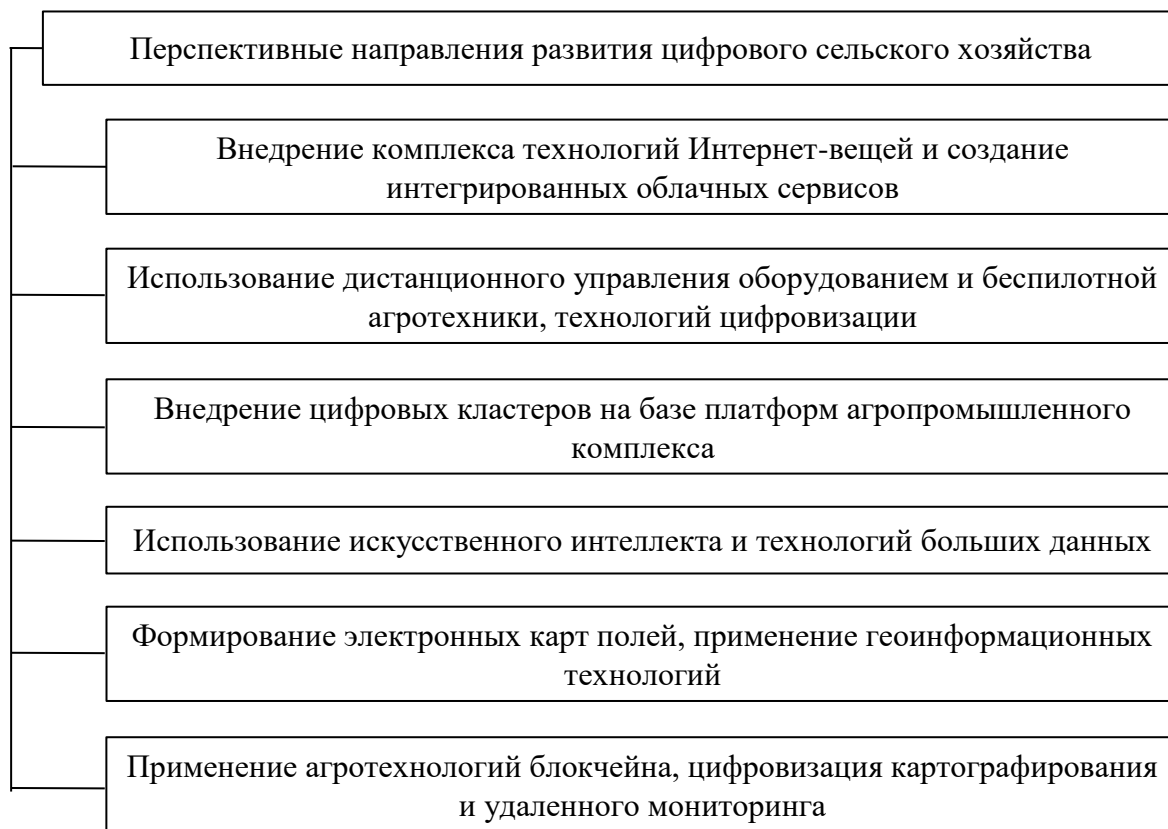 Перспективные направления развития цифрового сельского хозяйства
Внедрение комплекса технологий Интернет-вещей и создание
интегрированных облачных сервисов
Использование дистанционного управления оборудованием и беспилотной
агротехники, технологий цифровизации
Внедрение цифровых кластеров на базе платформ агропромышленного
комплекса
Использование искусственного интеллекта и технологий больших данных
Формирование электронных карт полей, применение геоинформационных
технологий
Применение агротехнологий блокчейна, цифровизация картографирования
и удаленного мониторинга